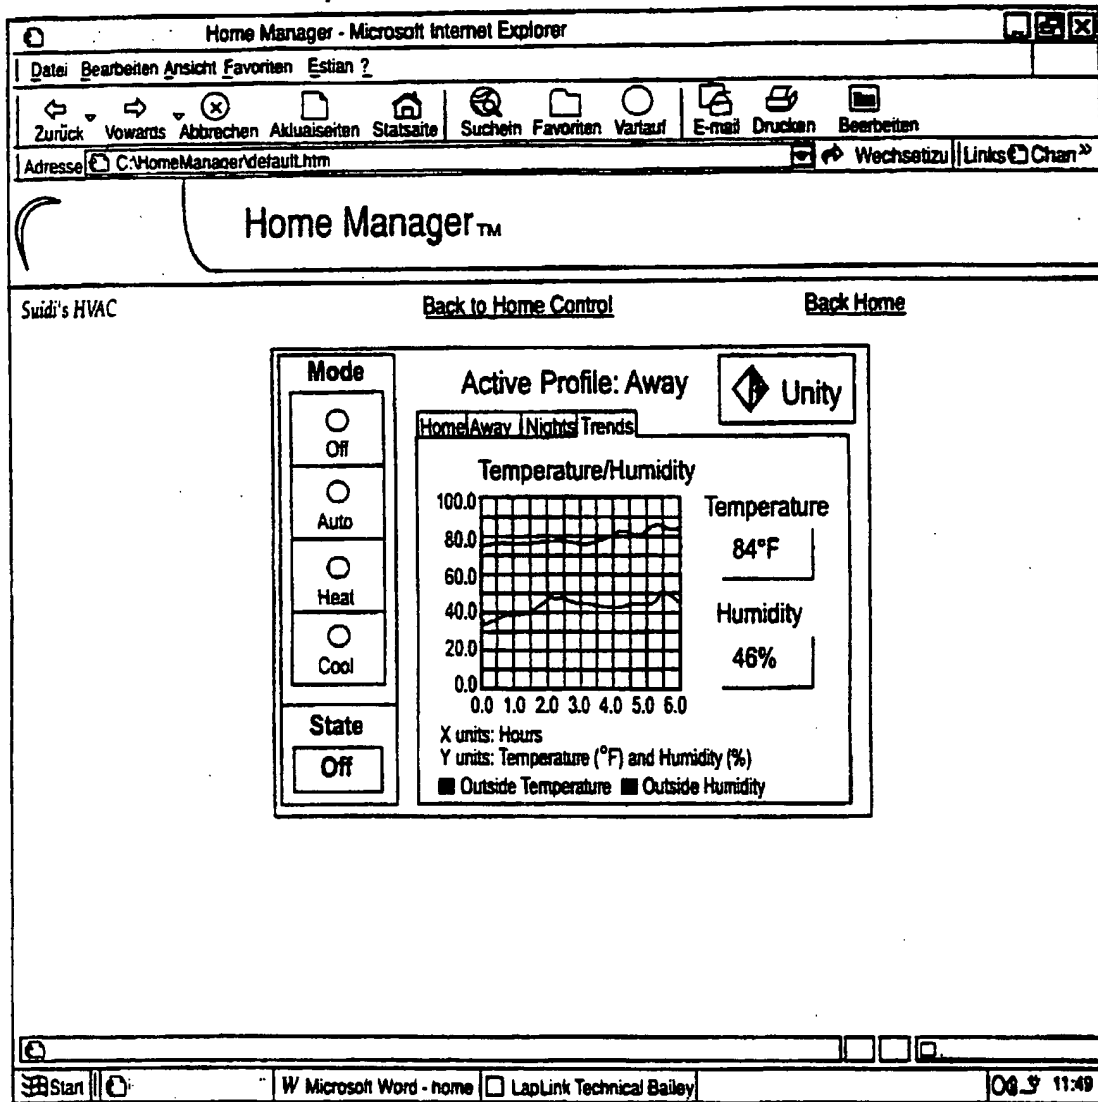 Home Manager - Microsoft Internet Explorer
Datei Bearbeiten Ansicht Favoriten Estian ?
Zurück Vowards Abbrechen Akluaiseiten Statsaite Suchein Favoriten Vartauf E-mail Drucken Beerbeiten
Adresse C:\HomeManager\default.htm Wechsetizu Links Chan»
Home Manager TM
Suidi's HVAC Back to Home Control Back Home
Mode
Off
Auto
Heat
Cool
State
Off
Active Profile: Away
Unity
Home Away Nights Trends
Temperature/Humidity
100.0
80.0
60.0
40.0
20.0
0.0
0.0 1.0 2.0 3.0 4.0 5.0 6.0
X units: Hours
Y units: Temperature (°F) and Humidity (%)
Outside Temperature Outside Humidity
Temperature
84°F
Humidity
46%
Start W Microsoft Word - home LapLink Technical Bailey 11:49